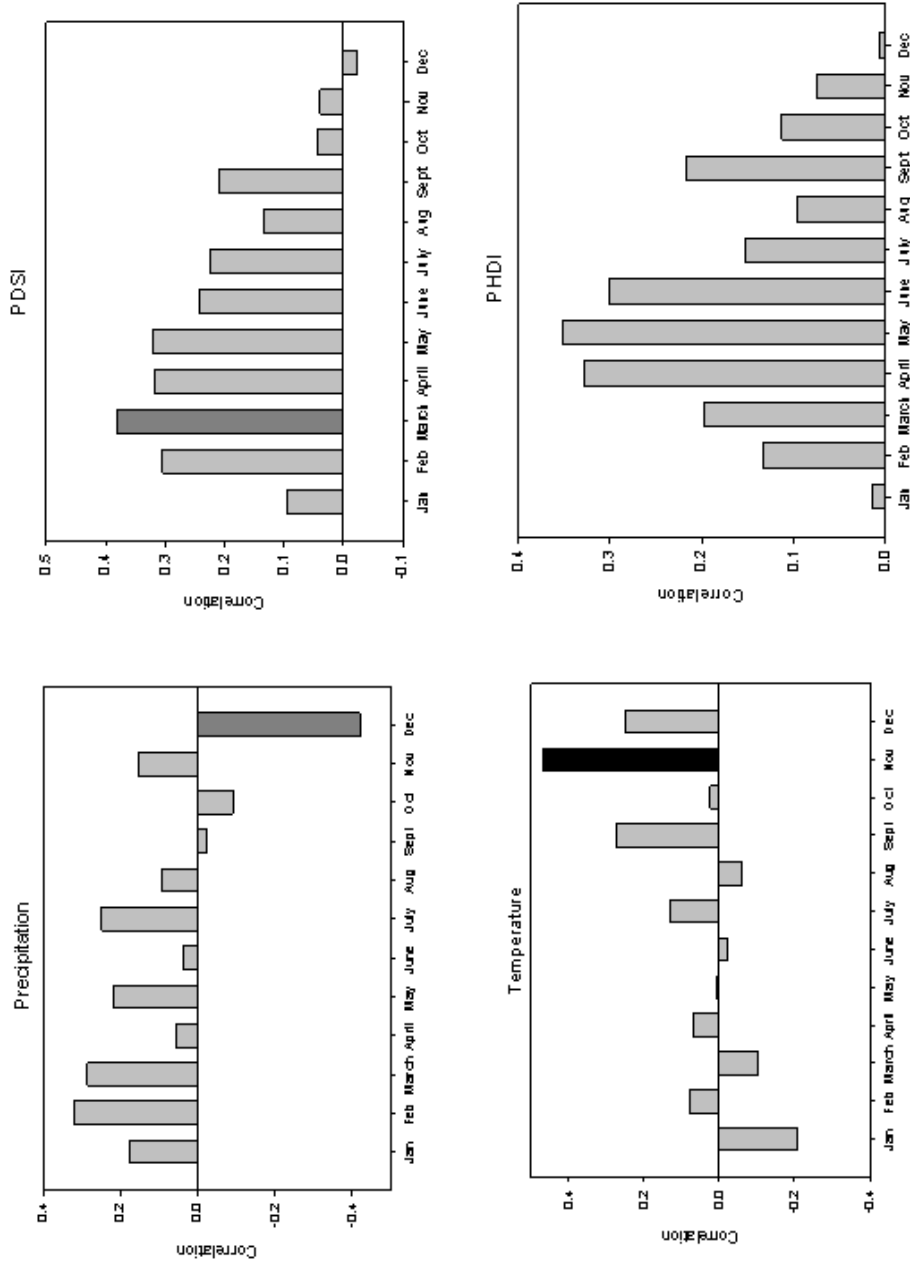 Precipitation
Correlation
0.4
0.2
0.0
-0.2
-0.4
Jan Feb March April May June July Aug Sept Oct Nov Dec
PDSI
Correlation
0.5
0.4
0.3
0.2
0.1
0.0
-0.1
Jan Feb March April May June July Aug Sept Oct Nov Dec
Temperature
Correlation
0.4
0.2
0.0
-0.2
-0.4
Jan Feb March April May June July Aug Sept Oct Nov Dec
PHDI
Correlation
0.4
0.3
0.2
0.1
0.0
Jan Feb March April May June July Aug Sept Oct Nov Dec